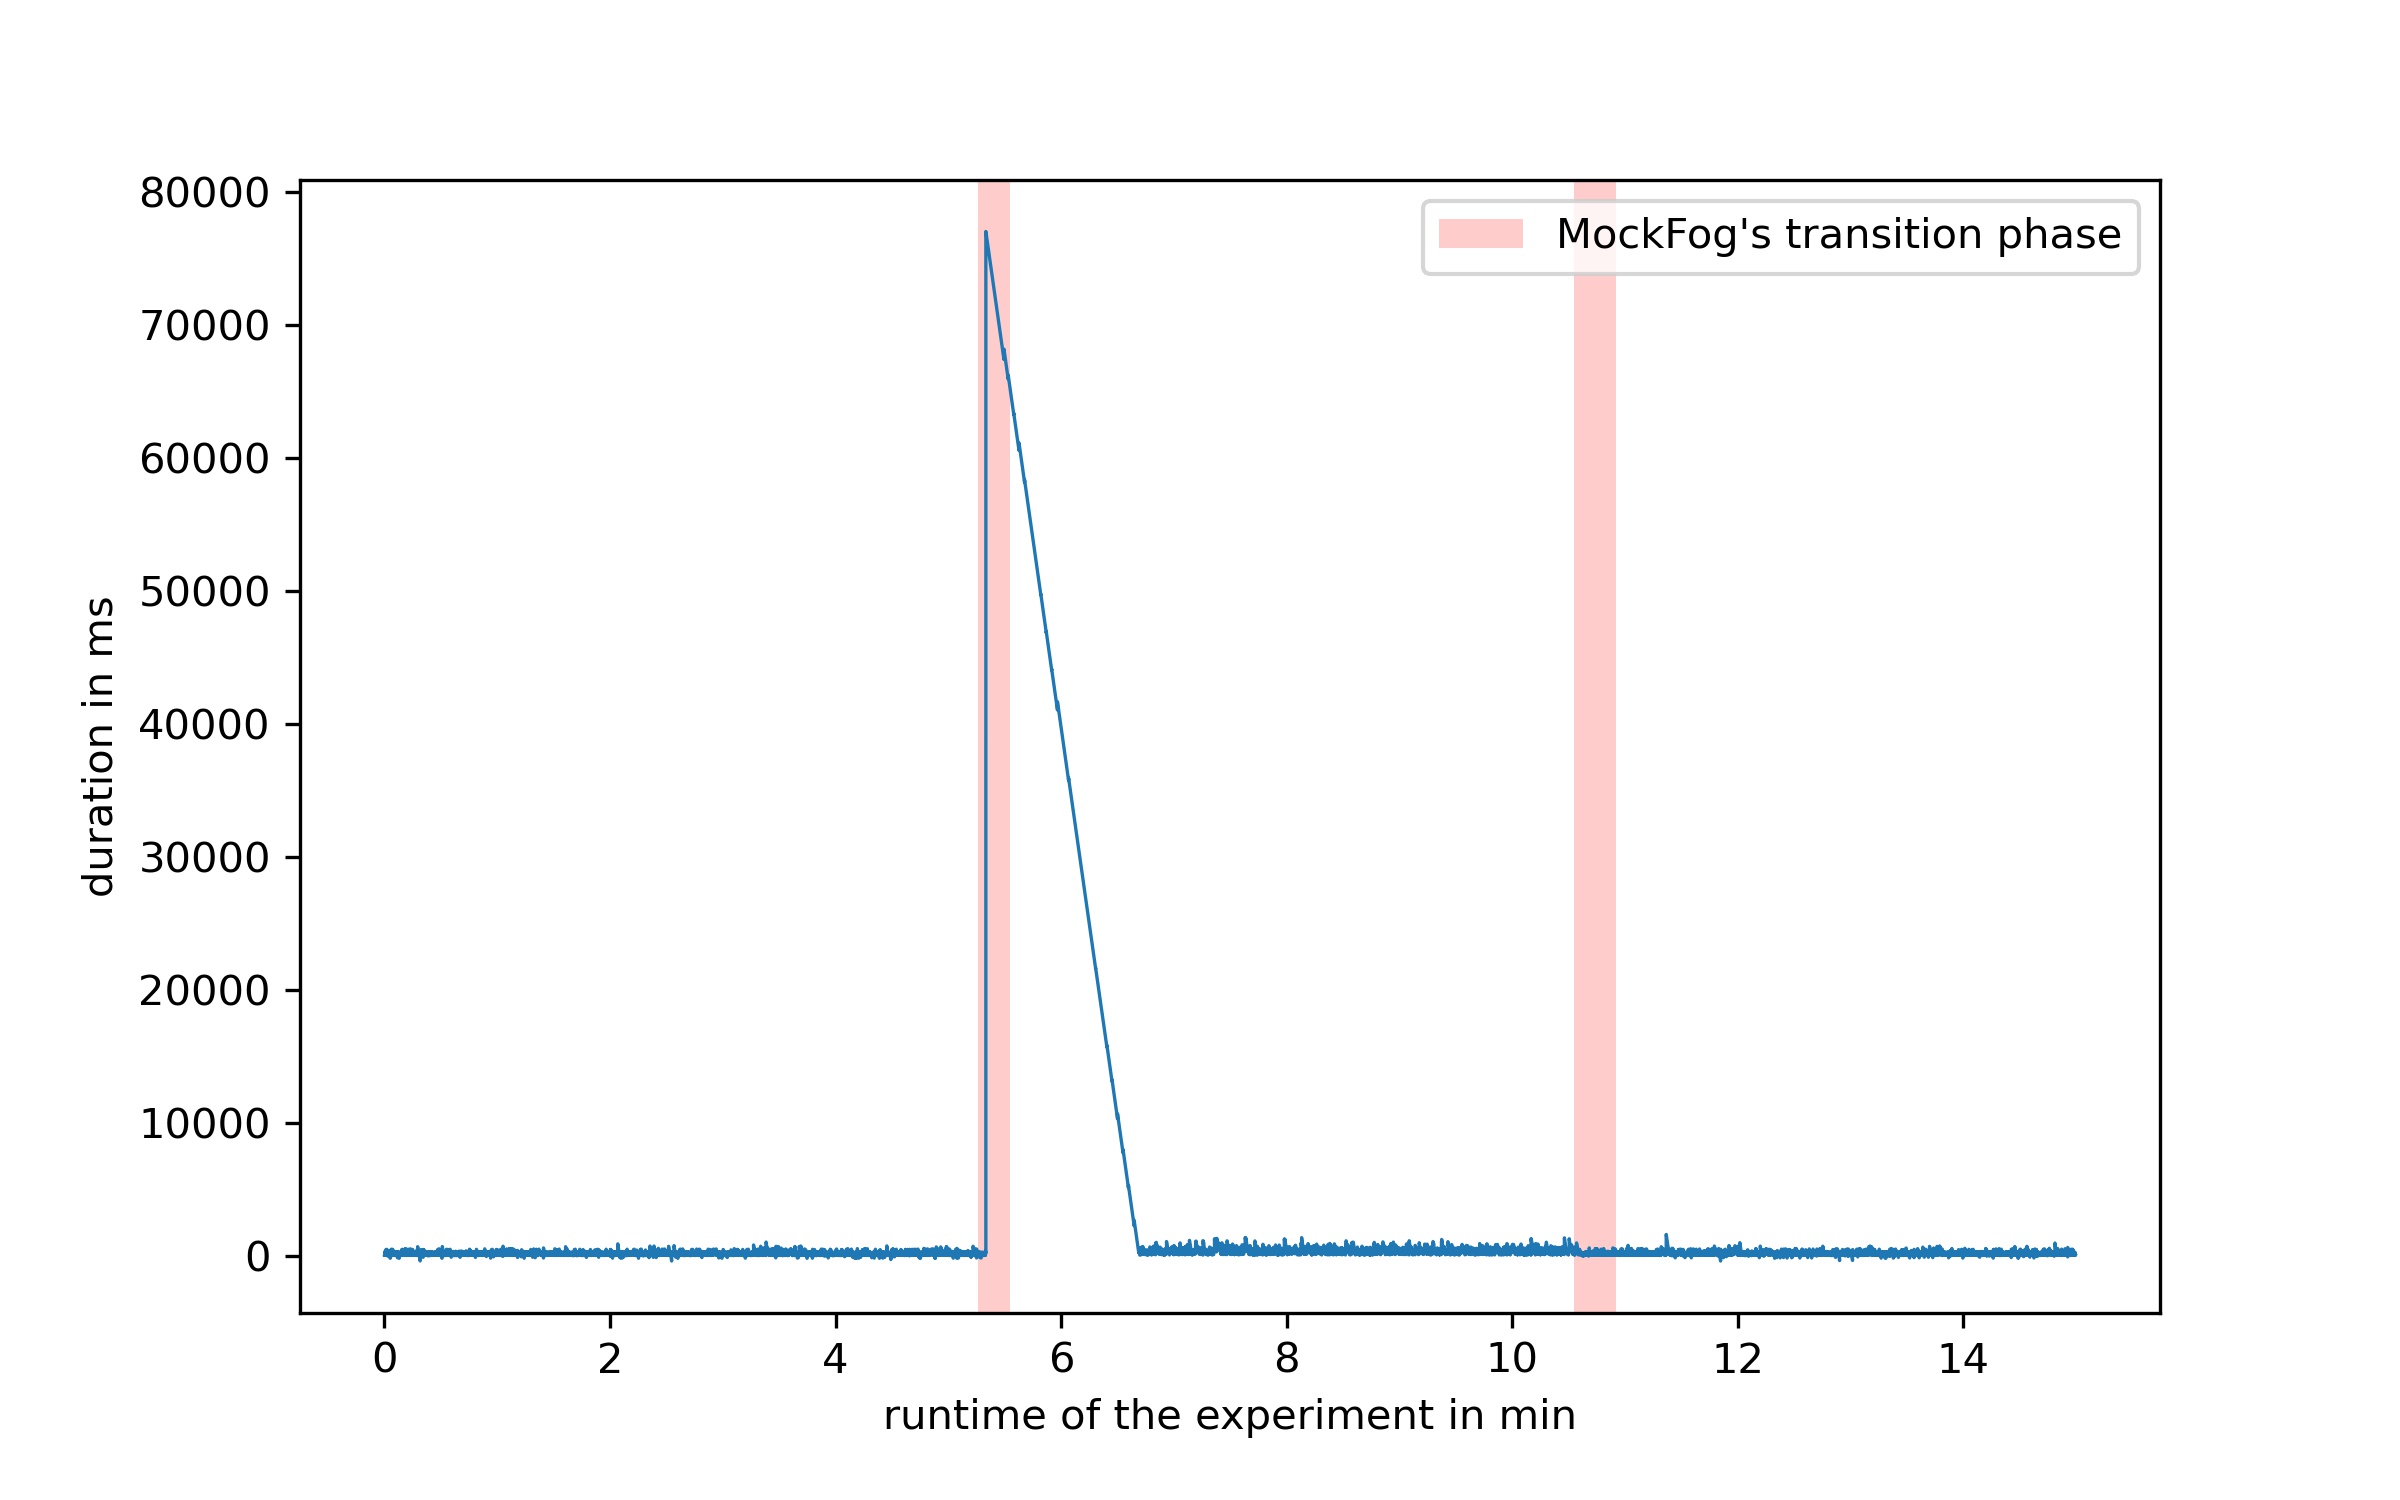 MockFog's transition phase
80000
70000
60000
50000
40000
30000
20000
10000
0
duration in ms
0 2 4 6 8 10 12 14
runtime of the experiment in min